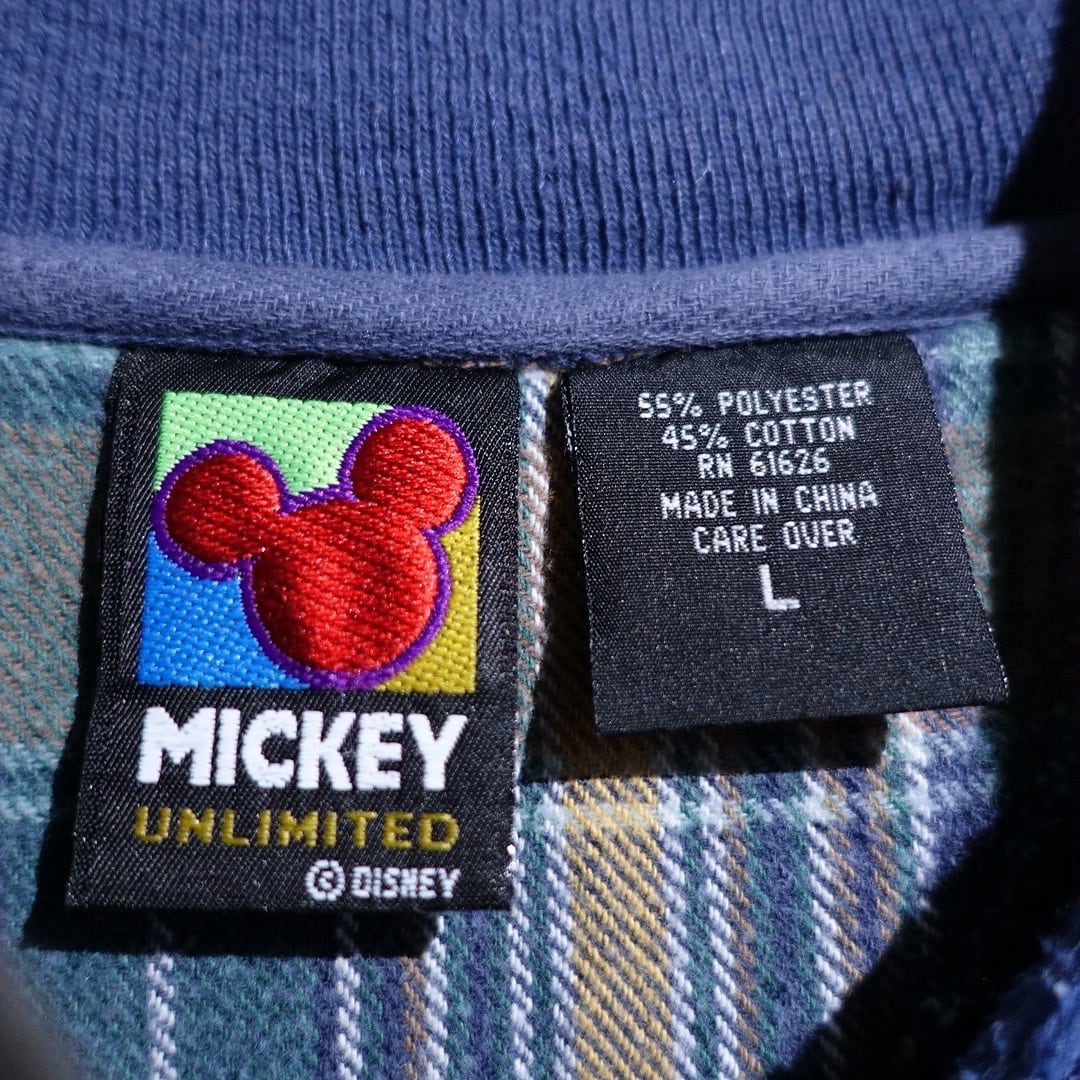 MICKEY
UNLIMITED
© DISNEY
55% POLYESTER
45% COTTON
RN 61626
MADE IN CHINA
CARE OVER
L